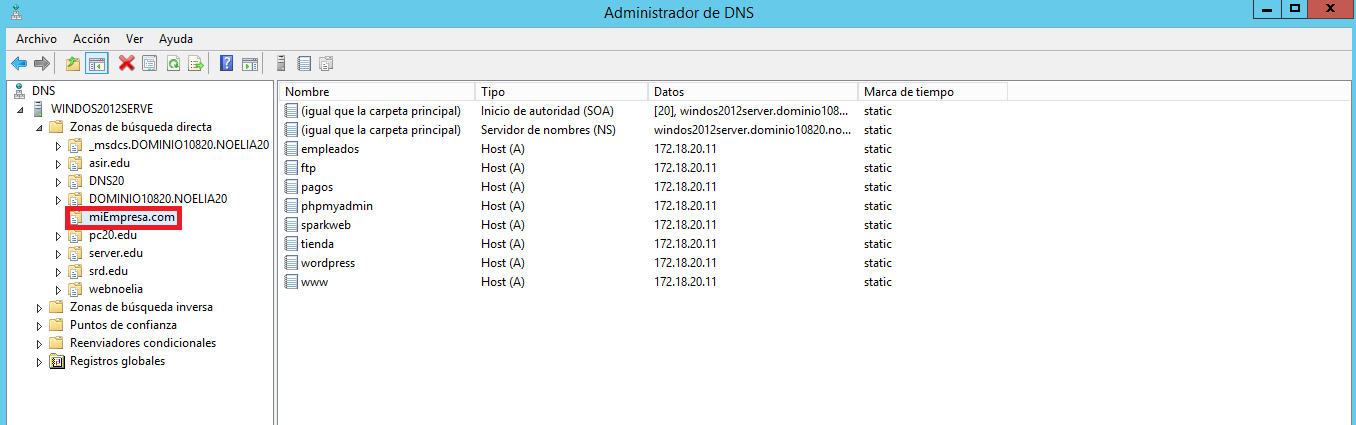 Administrador de DNS
Archivo Acción Ver Ayuda
DNS
WINDOS2012SERVE
Zonas de búsqueda directa
_msdcs.DOMINIO10820.NOELIA20
asir.edu
DNS20
DOMINIO10820.NOELIA20
miEmpresa.com
pc20.edu
server.edu
srd.edu
webnoelia
Zonas de búsqueda inversa
Puntos de confianza
Reenviadores condicionales
Registros globales
Nombre Tipo Datos Marca de tiempo
(igual que la carpeta principal) Inicio de autoridad (SOA) [20], windos2012server.dominio108... static
(igual que la carpeta principal) Servidor de nombres (NS) windos2012server.dominio10820.no... static
empleados Host (A) 172.18.20.11 static
ftp Host (A) 172.18.20.11 static
pagos Host (A) 172.18.20.11 static
phpmyadmin Host (A) 172.18.20.11 static
sparkweb Host (A) 172.18.20.11 static
tienda Host (A) 172.18.20.11 static
wordpress Host (A) 172.18.20.11 static
www Host (A) 172.18.20.11 static